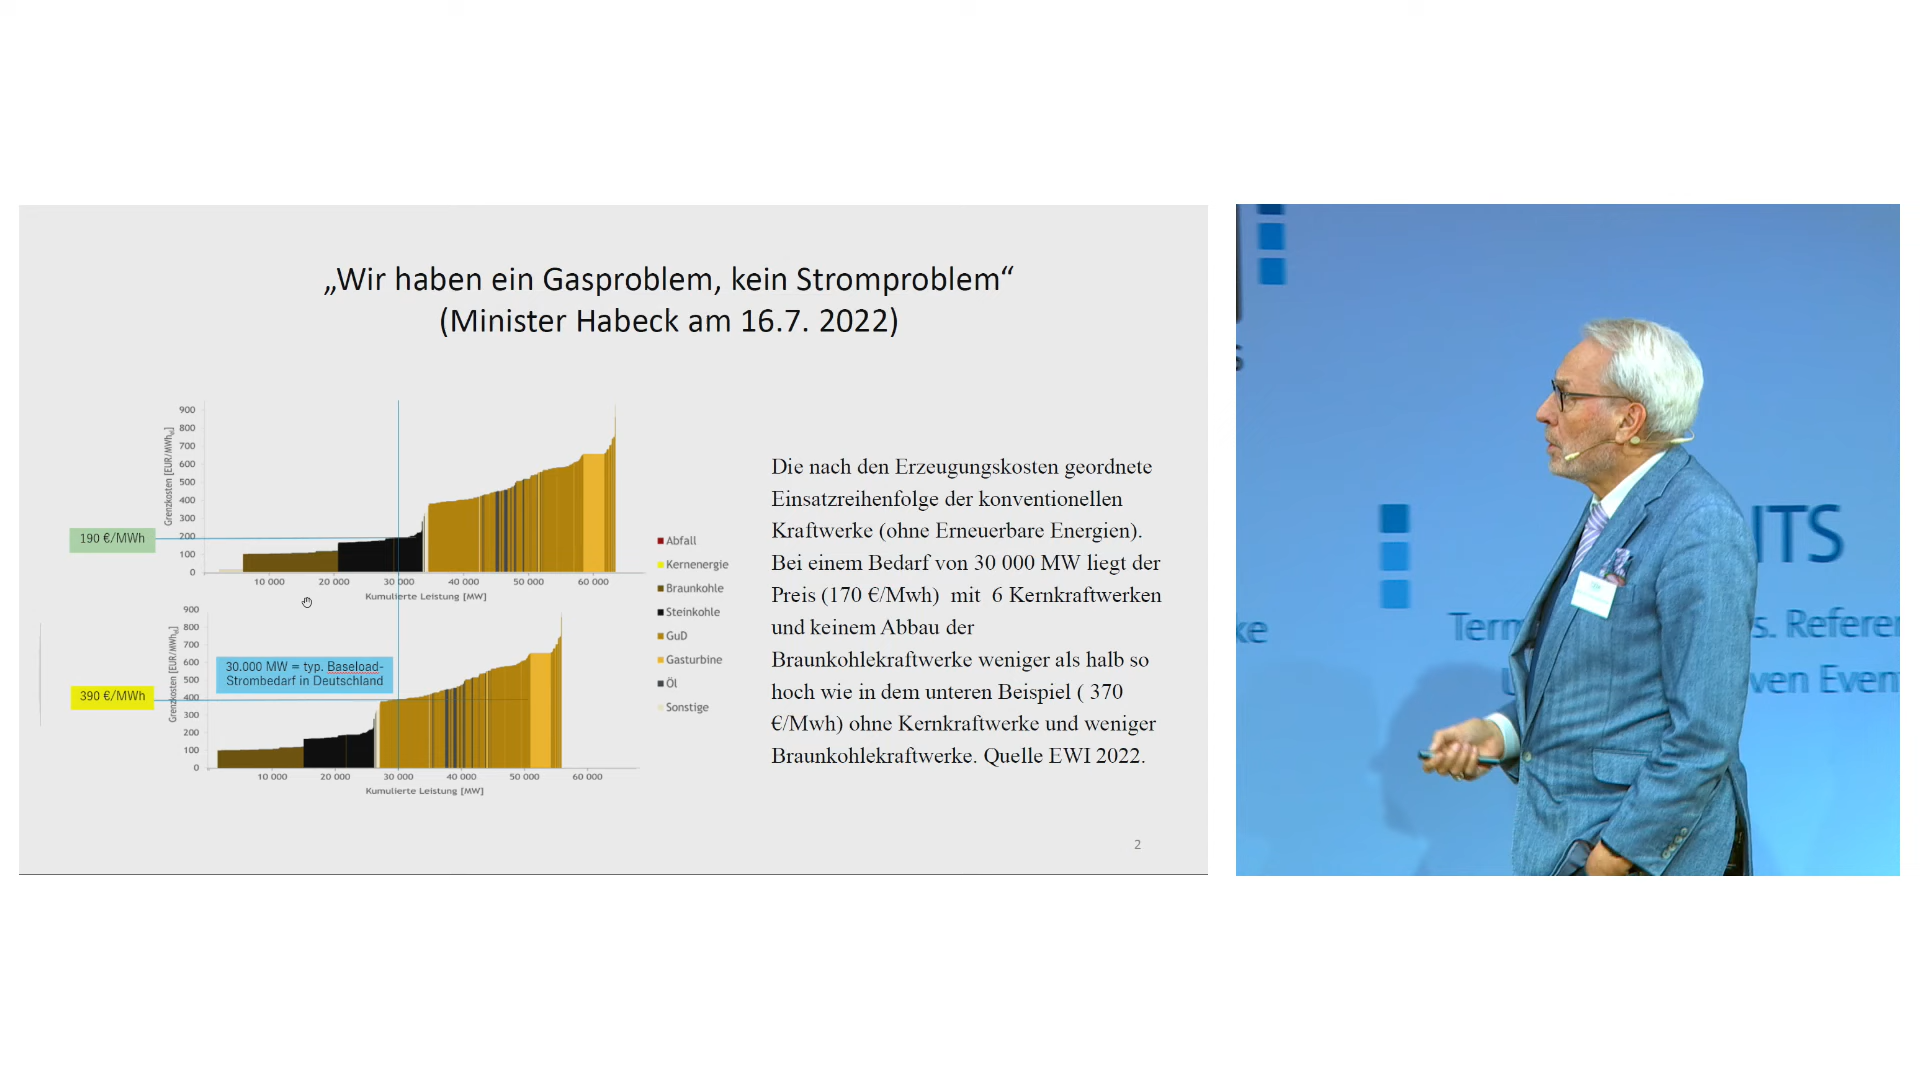 „Wir haben ein Gasproblem, kein Stromproblem“
(Minister Habeck am 16.7. 2022)
900
800
700
600
500
400
300
200
100
0
Grenzkosten [EUR/MWh
190 €/MWh
10 000 20 000 30 000 40 000 50 000 60 000
Kumulierte Leistung [MW]
900
800
700
600
500
400
300
200
100
0
Grenzkosten [EUR/MWh
30.000 MW = typ. Baseload-
Strombedarf in Deutschland
390 €/MWh
10 000 20 000 30 000 40 000 50 000 60 000
Kumulierte Leistung [MW]
Abfall
Kernenergie
Braunkohle
Steinkohle
GuD
Gasturbine
Öl
Sonstige
Die nach den Erzeugungskosten geordnete
Einsatzreihenfolge der konventionellen
Kraftwerke (ohne Erneuerbare Energien).
Bei einem Bedarf von 30 000 MW liegt der
Preis (170 €/Mwh) mit 6 Kernkraftwerken
und keinem Abbau der
Braunkohlekraftwerke weniger als halb so
hoch wie in dem unteren Beispiel ( 370
€/Mwh) ohne Kernkraftwerke und weniger
Braunkohlekraftwerke. Quelle EWI 2022.
2